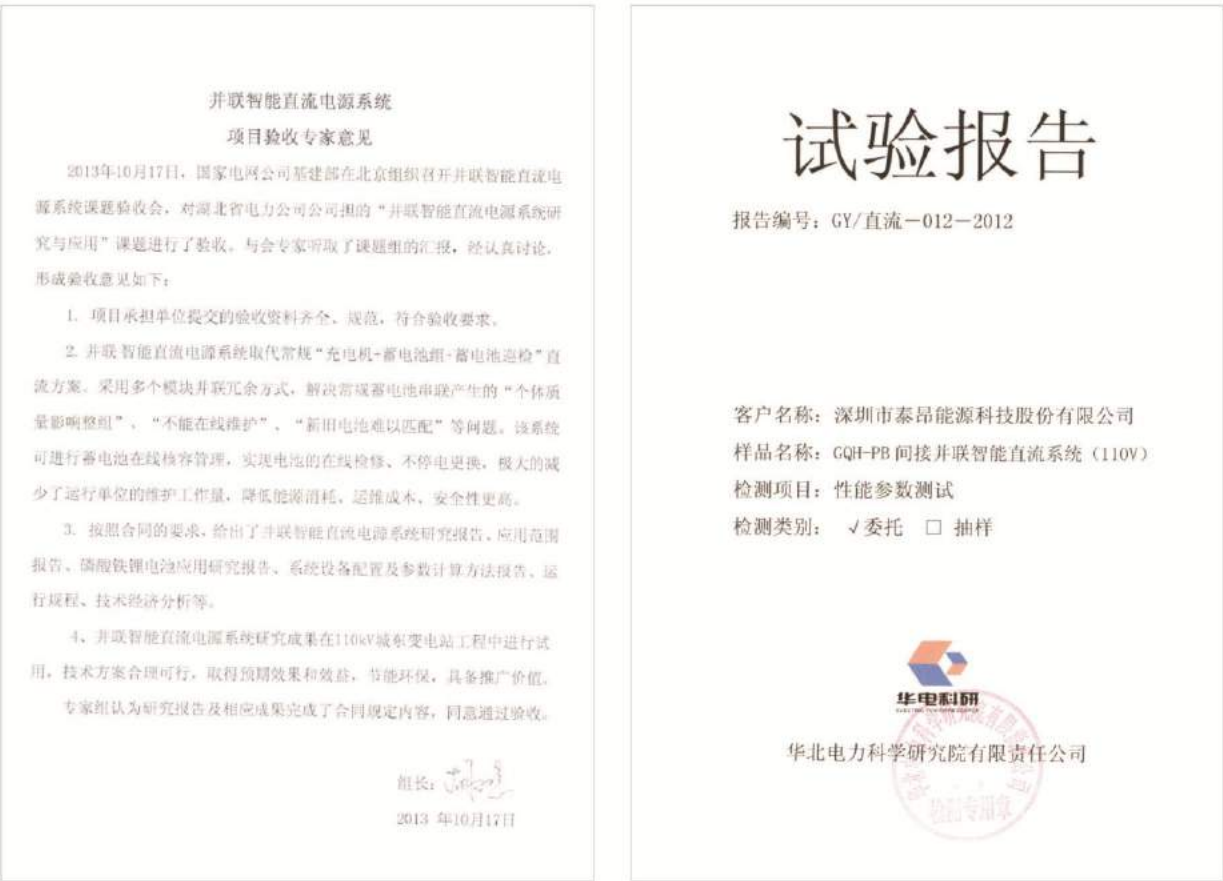 并联智能直流电源系统
项目验收专家意见
2013年10月17日，国家电网公司基建部在北京组织召开并联智能直流电
源系统课题验收会，对湖北省电力公司公司担的“并联智能直流电源系统研
究与应用”课题进行了验收。与会专家听取了课题组的汇报，经认真讨论，
形成验收意见如下：
1. 项目承担单位提交的验收资料齐全、规范，符合验收要求。
2. 并联智能直流电源系统取代常规“充电机+蓄电池组+蓄电池巡检”直
流方案。采用多个模块并联冗余方式，解决常规蓄电池串联产生的“个体质
量影响整组”、“不能在线维护”、“新旧电池难以匹配”等问题。该系统
可进行蓄电池在线核容管理，实现电池的在线检修、不停电更换，极大的减
少了运行单位的维护工作量，降低能源消耗、运维成本、安全性更高。
3. 按照合同的要求，给出了并联智能直流电源系统研究报告、应用范围
报告、磷酸铁锂电池应用研究报告、系统设备配置及参数计算方法报告、运
行规程、技术经济分析等。
4、并联智能直流电源系统研究成果在110kV城东变电站工程中进行试
用，技术方案合理可行，取得预期效果和效益，节能环保，具备推广价值。
专家组认为研究报告及相应成果完成了合同规定内容，同意通过验收。
组长：
2013 年10月17日
试验报告
报告编号：GY/直流－012－2012
客户名称：深圳市泰昂能源科技股份有限公司
样品名称：GQH-PB 间接并联智能直流系统（110V）
检测项目：性能参数测试
检测类别： √委托 □ 抽样
华电科研
华北电力科学研究院有限责任公司
检测专用章